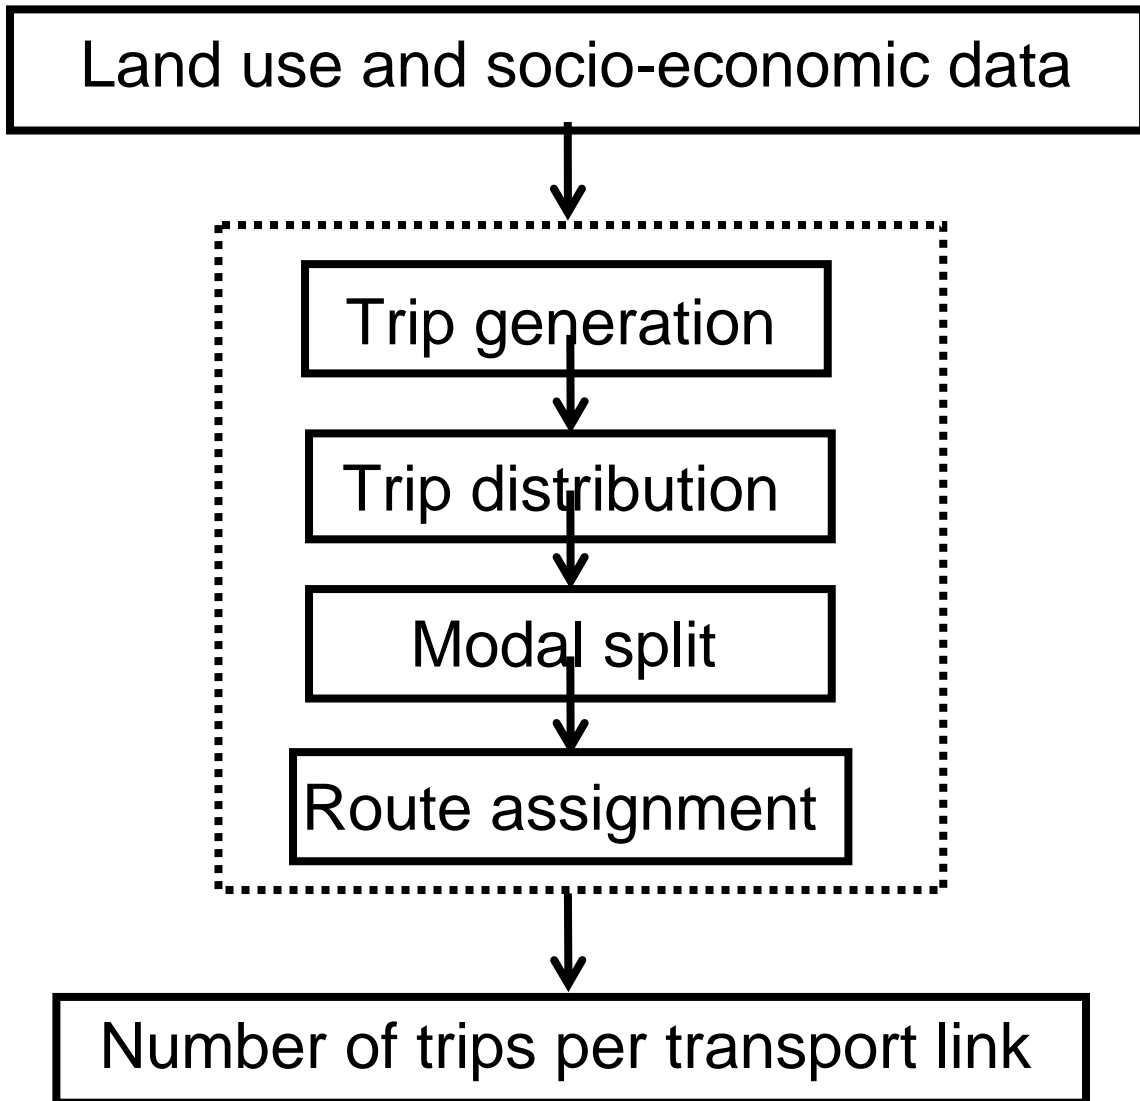 Land use and socio-economic data
Trip generation
Trip distribution
Modal split
Route assignment
Number of trips per transport link